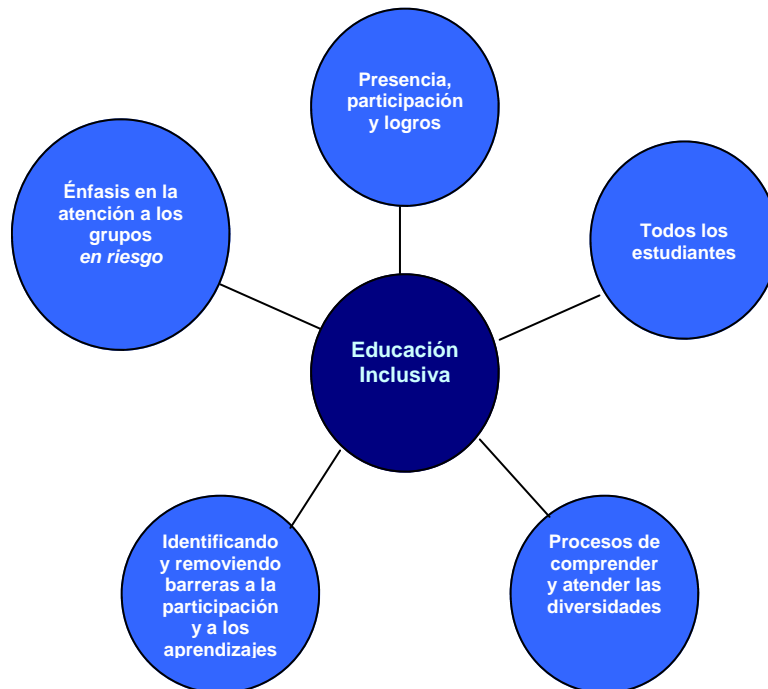 Presencia,
participación
y logros
Énfasis en la
atención a los
grupos
en riesgo
Todos los
estudiantes
Educación
Inclusiva
Identificando
y removiendo
barreras a la
participación
y a los
aprendizajes
Procesos de
comprender
y atender las
diversidades